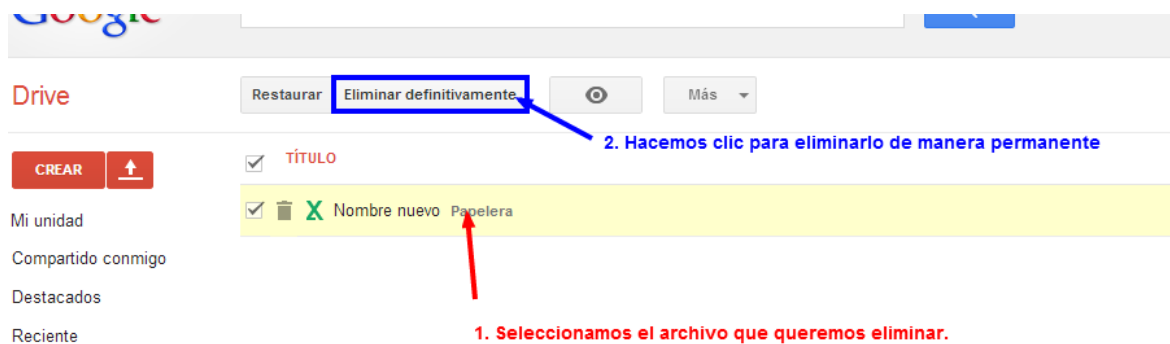 Google
Drive
Restaurar Eliminar definitivamente Más
2. Hacemos clic para eliminarlo de manera permanente
CREAR TÍTULO
Nombre nuevo Papelera
Mi unidad
Compartido conmigo
Destacados
Reciente
1. Seleccionamos el archivo que queremos eliminar.